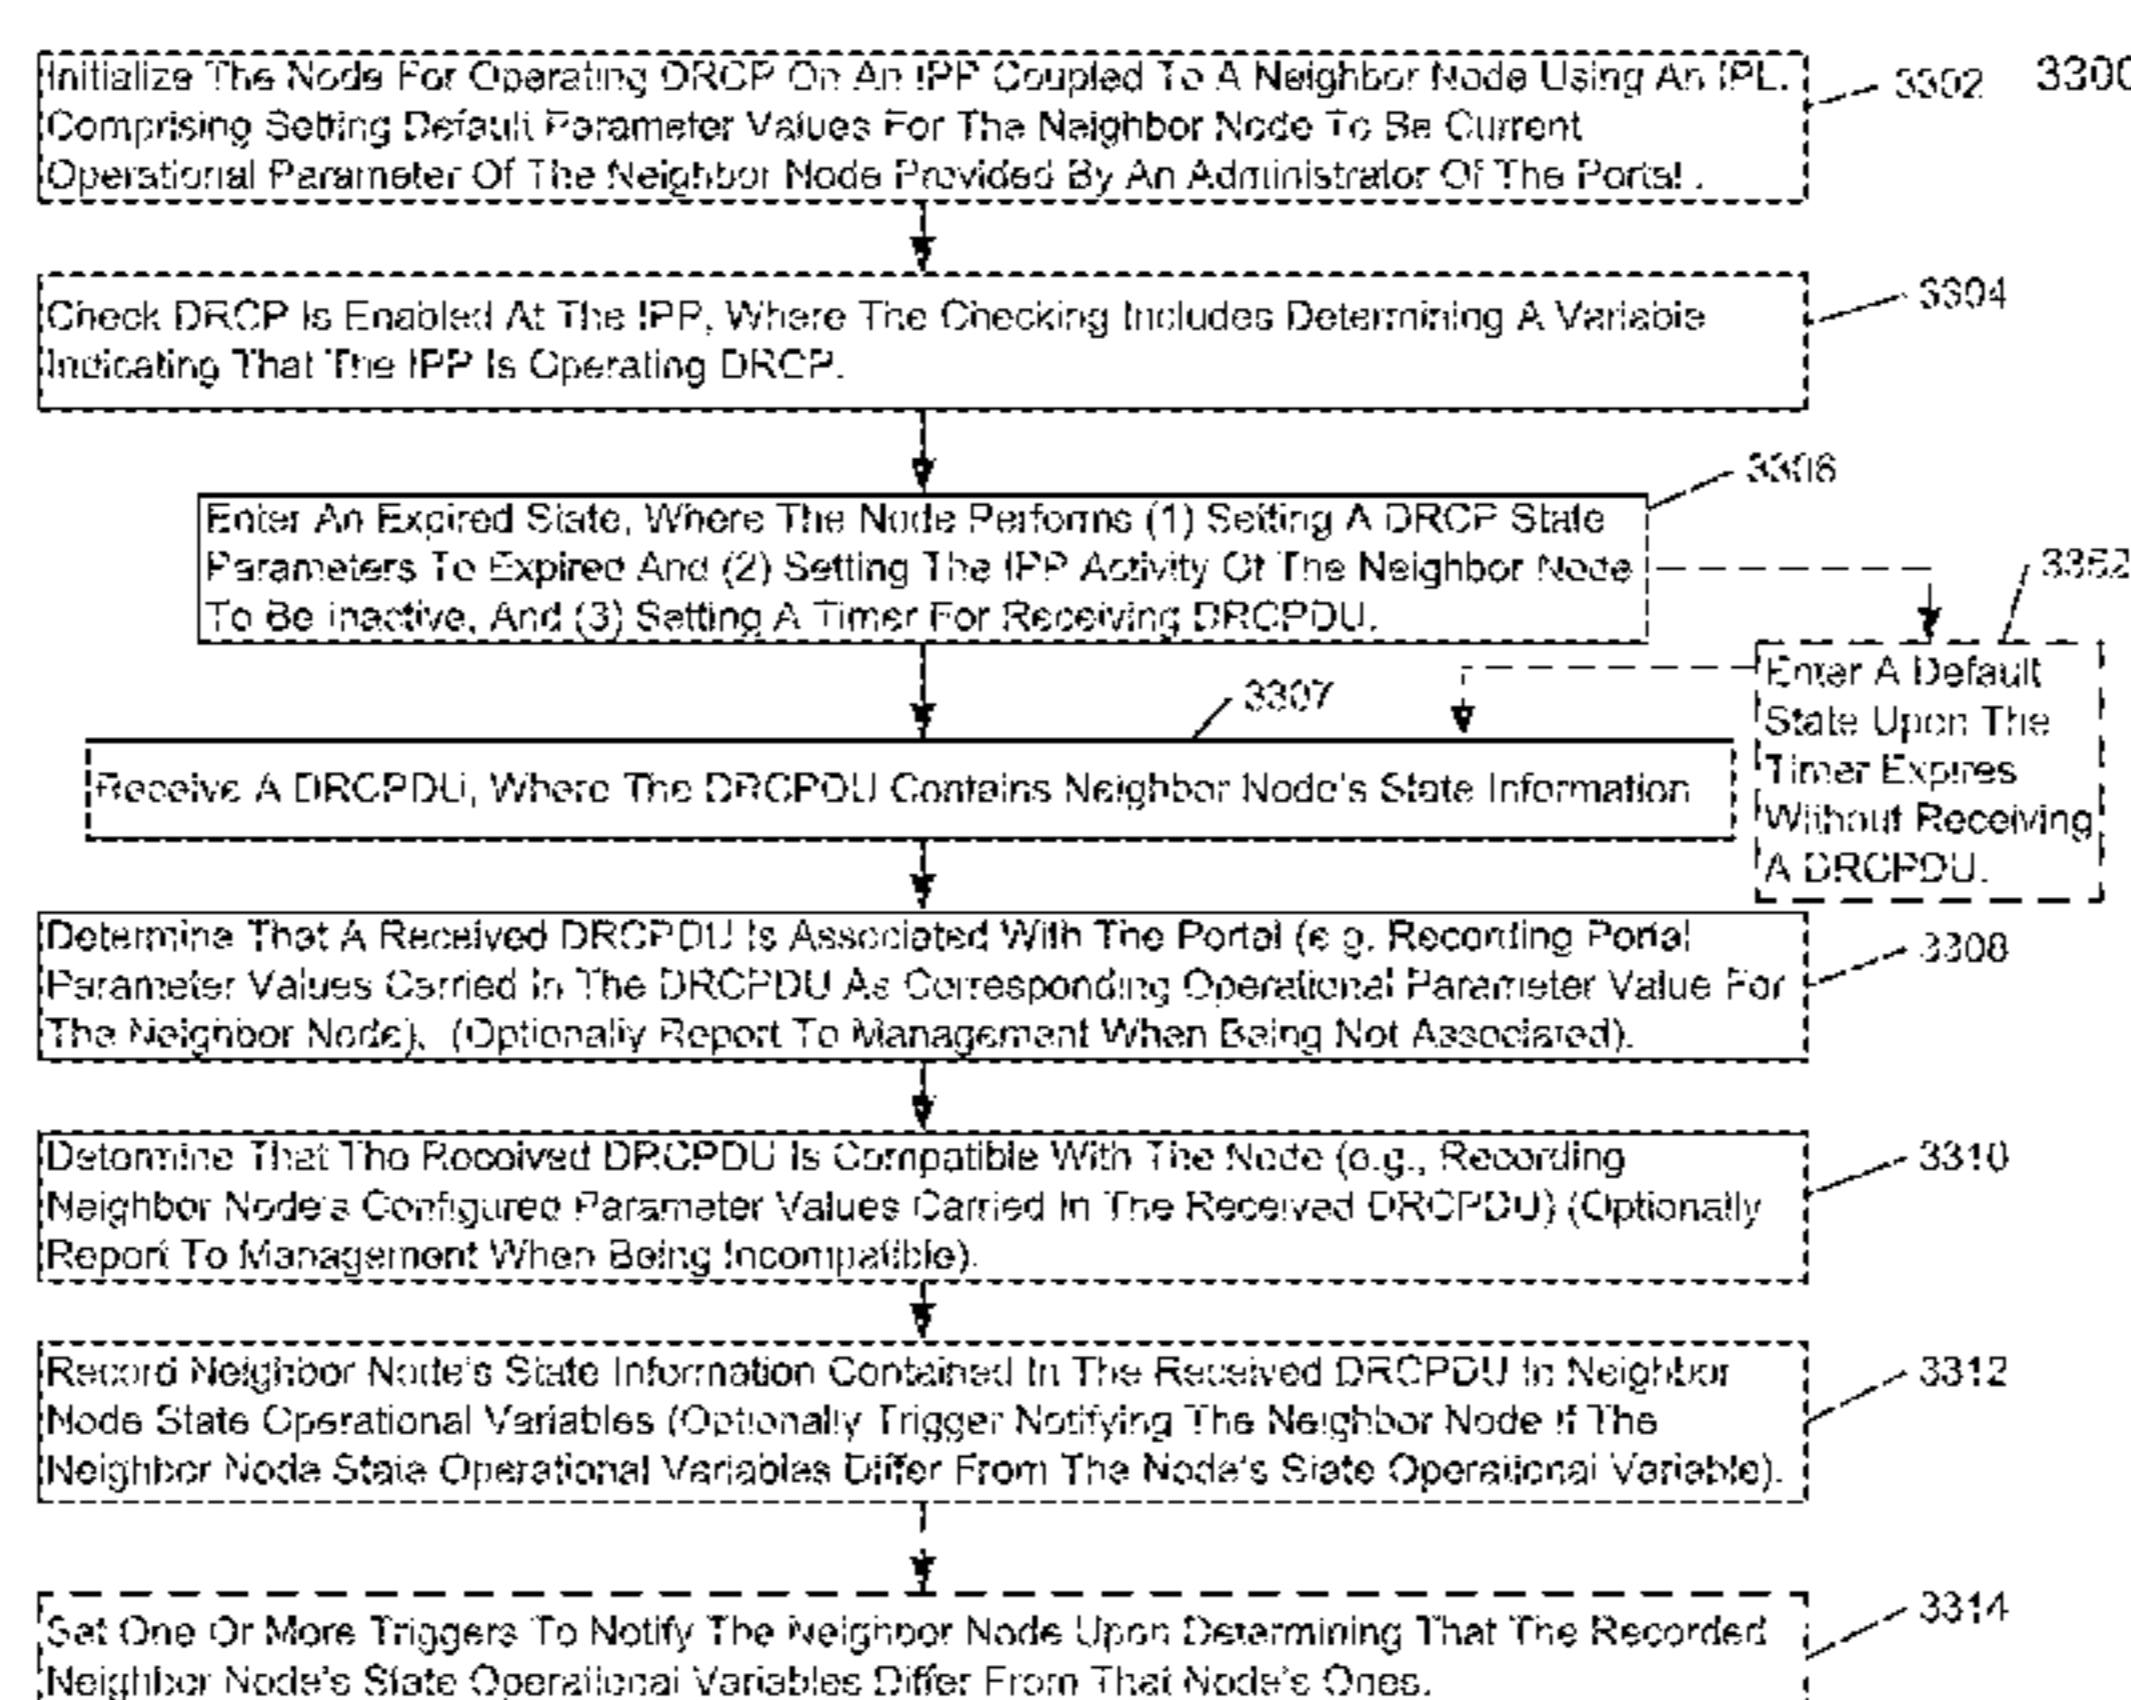 Initialize The Node For Operating DRCP On An IPP Coupled To A Neighbor Node Using An IPL.
Comprising Setting Default Parameter Values For The Neighbor Node To Be Current
Operational Parameter Of The Neighbor Node Provided By An Administrator Of The Portal .
3302
3300
Check DRCP Is Enabled At The IPP, Where The Checking Includes Determining A Variable
Indicating That The IPP Is Operating DRCP.
3304
3306
Enter An Expired State, Where The Node Performs (1) Setting A DRCP State
Parameters To Expired And (2) Setting The IPP Activity Of The Neighbor Node
To Be Inactive, And (3) Setting A Timer For Receiving DRCPDU.
3352
Enter A Default
State Upon The
Timer Expires
Without Receiving
A DRCPDU.
3307
Receive A DRCPDU, Where The DRCPDU Contains Neighbor Node's State Information
Determine That A Received DRCPDU Is Associated With The Portal (e.g. Recording Portal
Parameter Values Carried In The DRCPDU As Corresponding Operational Parameter Value For
The Neighbor Node). (Optionally Report To Management When Being Not Associated).
3308
Determine That The Received DRCPDU Is Compatible With The Node (e.g., Recording
Neighbor Node's Configured Parameter Values Carried In The Received DRCPDU) (Optionally
Report To Management When Being Incompatible).
3310
Record Neighbor Node's State Information Contained In The Received DRCPDU In Neighbor
Node State Operational Variables (Optionally Trigger Notifying The Neighbor Node If The
Neighbor Node State Operational Variables Differ From The Node's State Operational Variable).
3312
Set One Or More Triggers To Notify The Neighbor Node Upon Determining That The Recorded
Neighbor Node's State Operational Variables Differ From That Node's Ones.
3314